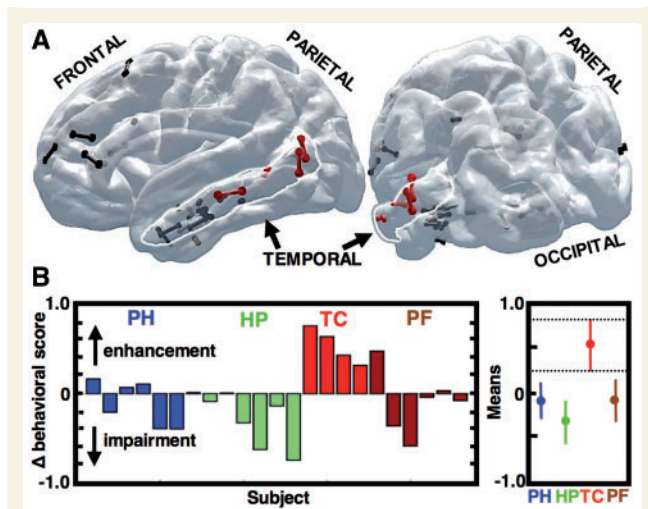 A
FRONTAL
PARIETAL
PARIETAL
TEMPORAL
OCCIPITAL
B
1.0
0
-1.0
Δ behavioral score
PH
HP
TC
PF
enhancement
impairment
Subject
1.0
0
-1.0
Means
PH HP TC PF